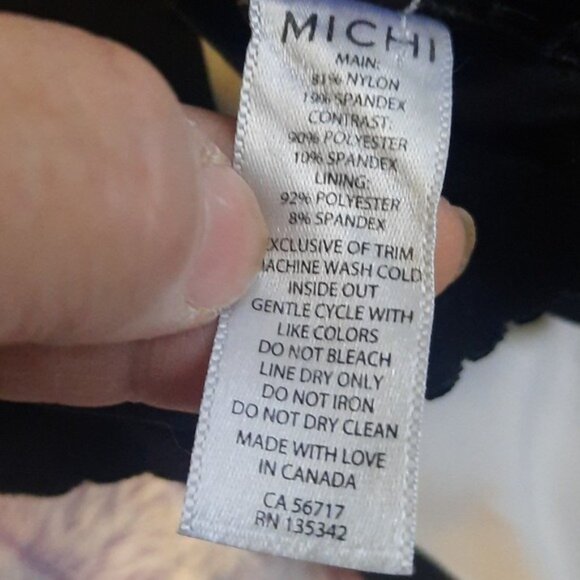 MICHI
MAIN:
81% NYLON
19% SPANDEX
CONTRAST:
90% POLYESTER
10% SPANDEX
LINING:
92% POLYESTER
8% SPANDEX
XCLUSIVE OF TRIM
ACHINE WASH COLD
INSIDE OUT
GENTLE CYCLE WITH
LIKE COLORS
DO NOT BLEACH
LINE DRY ONLY
DO NOT IRON
DO NOT DRY CLEAN
MADE WITH LOVE
IN CANADA
CA 56717
RN 135342